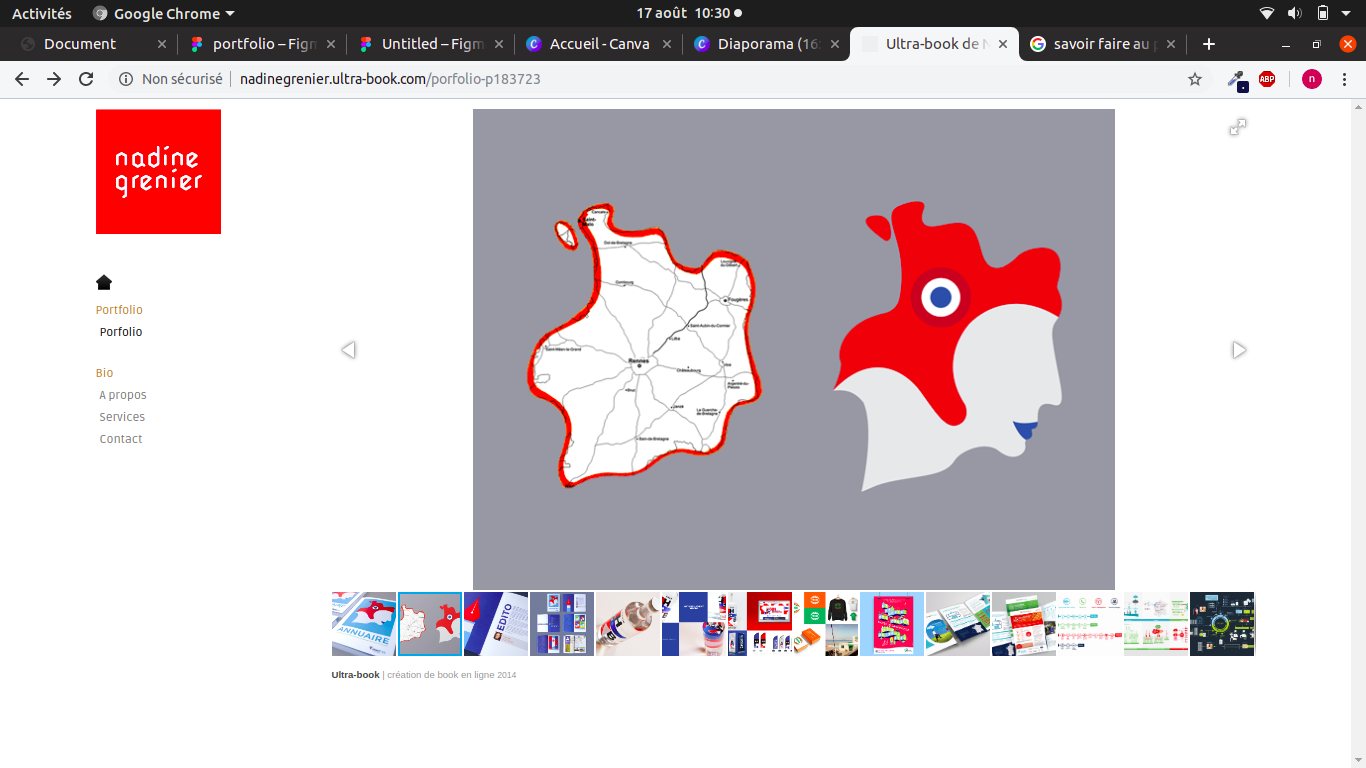 Activités Google Chrome 17 août 10:30
Document portfolio – Figm Untitled – Figm Accueil - Canva Diaporama (16: Ultra-book de N savoir faire au p
Non sécurisé nadinegrenier.ultra-book.com/porfolio-p183723 ABP n
nadine
grenier
Portfolio
Porfolio
Bio
A propos
Services
Contact
Cancale
Saint-
Malo
Dol-de-Bretagne
Combourg
Fougères
Saint-Aubin-du-Cormier
Liffré
Saint-Méen-le-Grand
Rennes
Châteaubourg
Vitré
Bruz
Janzé
La Guerche
de-Bretagne
Bain-de-Bretagne
ÉDITO
ANNUAIRE
Ultra-book | création de book en ligne 2014